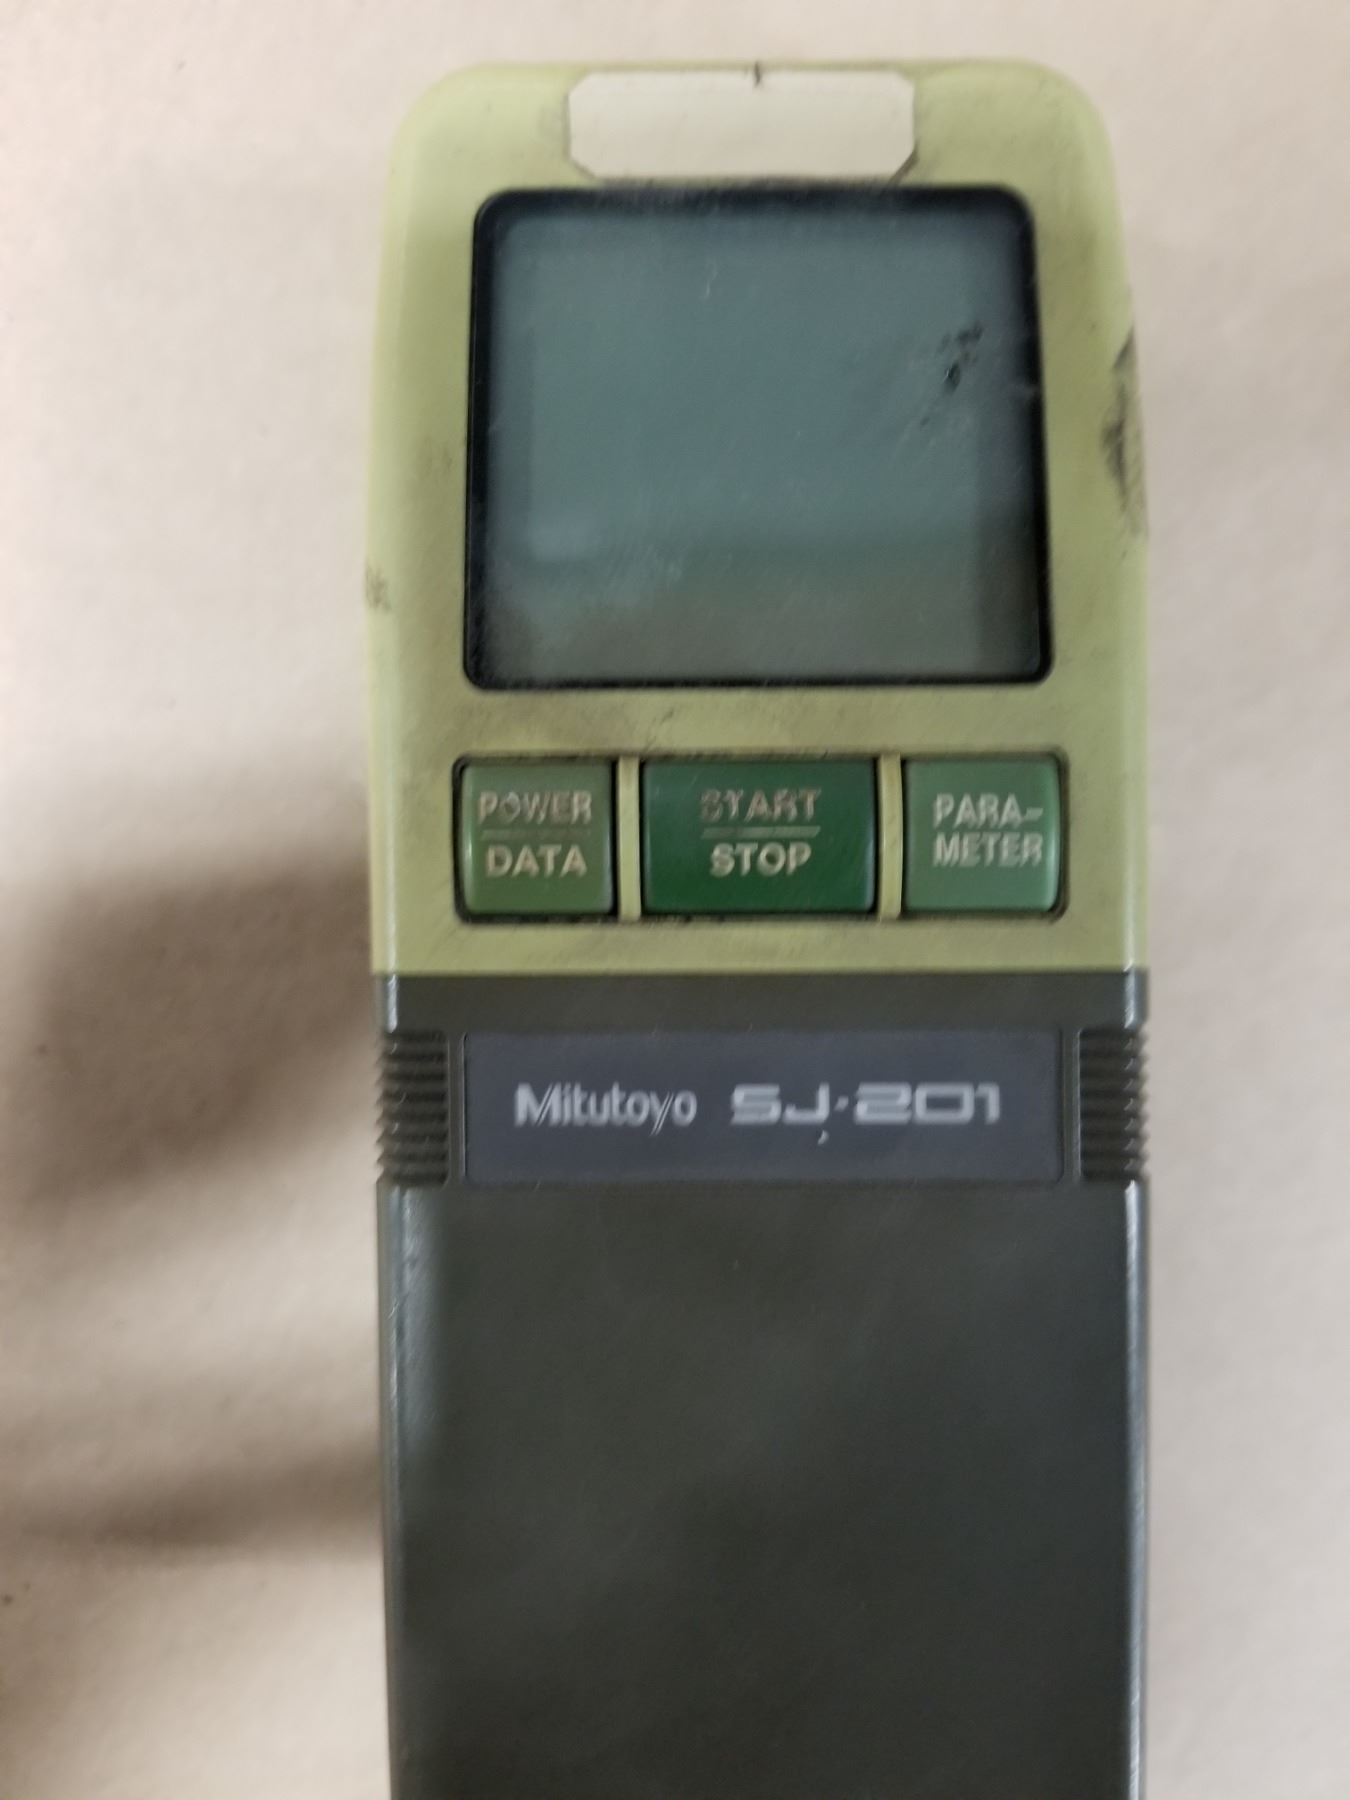 POWER
DATA
START
STOP
PARA-
METER
Mitutoyo SJ-201